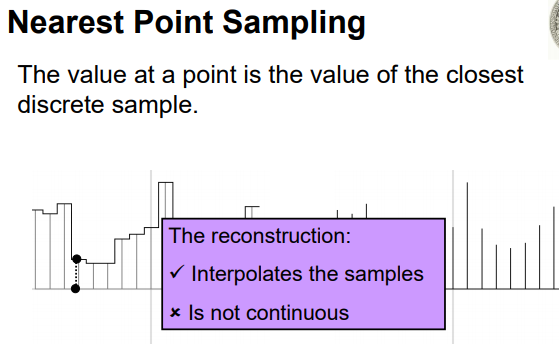 Nearest Point Sampling
The value at a point is the value of the closest
discrete sample.
The reconstruction:
✓ Interpolates the samples
× Is not continuous